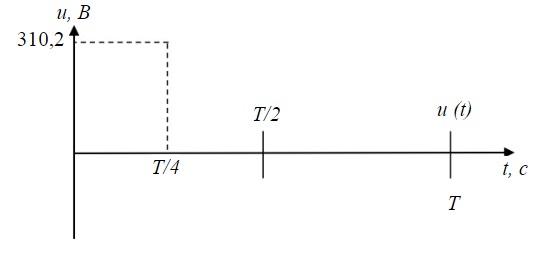 u, В
310,2
T/2
u (t)
T/4
t, c
T